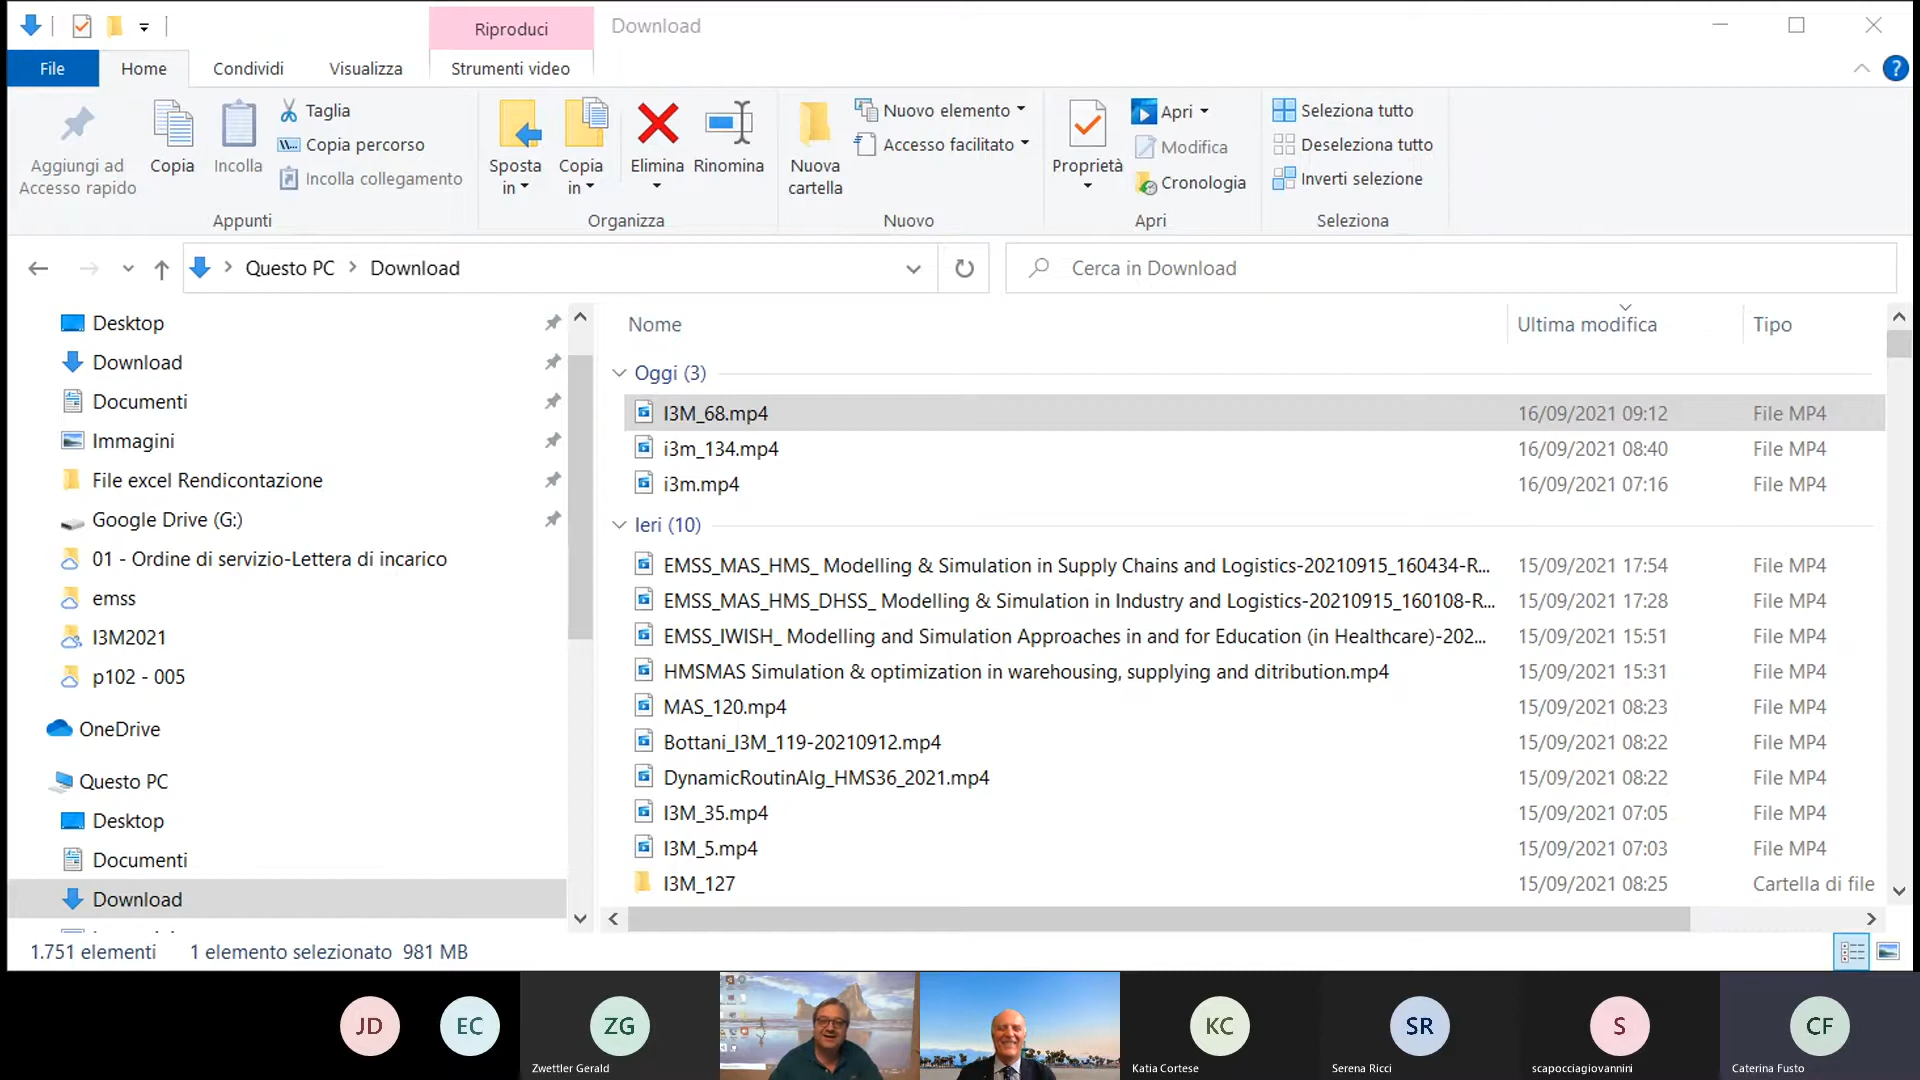 Riproduci
Download
File
Home
Condividi
Visualizza
Strumenti video
Aggiungi ad
Accesso rapido
Copia
Incolla
Taglia
Copia percorso
Incolla collegamento
Appunti
Sposta
in
Copia
in
Elimina
Rinomina
Organizza
Nuova
cartella
Nuovo elemento
Accesso facilitato
Nuovo
Proprietà
Apri
Modifica
Cronologia
Apri
Seleziona tutto
Deseleziona tutto
Inverti selezione
Seleziona
Questo PC > Download
Cerca in Download
Desktop
Download
Documenti
Immagini
File excel Rendicontazione
Google Drive (G:)
01 - Ordine di servizio-Lettera di incarico
emss
I3M2021
p102 - 005
OneDrive
Questo PC
Desktop
Documenti
Download
Nome Ultima modifica Tipo
Oggi (3)
I3M_68.mp4 16/09/2021 09:12 File MP4
i3m_134.mp4 16/09/2021 08:40 File MP4
i3m.mp4 16/09/2021 07:16 File MP4
Ieri (10)
EMSS_MAS_HMS_ Modelling & Simulation in Supply Chains and Logistics-20210915_160434-R... 15/09/2021 17:54 File MP4
EMSS_MAS_HMS_DHSS_ Modelling & Simulation in Industry and Logistics-20210915_160108-R... 15/09/2021 17:28 File MP4
EMSS_IWISH_ Modelling and Simulation Approaches in and for Education (in Healthcare)-202... 15/09/2021 15:51 File MP4
HMSMAS Simulation & optimization in warehousing, supplying and ditribution.mp4 15/09/2021 15:31 File MP4
MAS_120.mp4 15/09/2021 08:23 File MP4
Bottani_I3M_119-20210912.mp4 15/09/2021 08:22 File MP4
DynamicRoutinAlg_HMS36_2021.mp4 15/09/2021 08:22 File MP4
I3M_35.mp4 15/09/2021 07:05 File MP4
I3M_5.mp4 15/09/2021 07:03 File MP4
I3M_127 15/09/2021 08:25 Cartella di file
1.751 elementi 1 elemento selezionato 981 MB
JD
EC
ZG
Zwettler Gerald
KC
Katia Cortese
SR
Serena Ricci
S
scapocciagiovannini
CF
Caterina Fusto